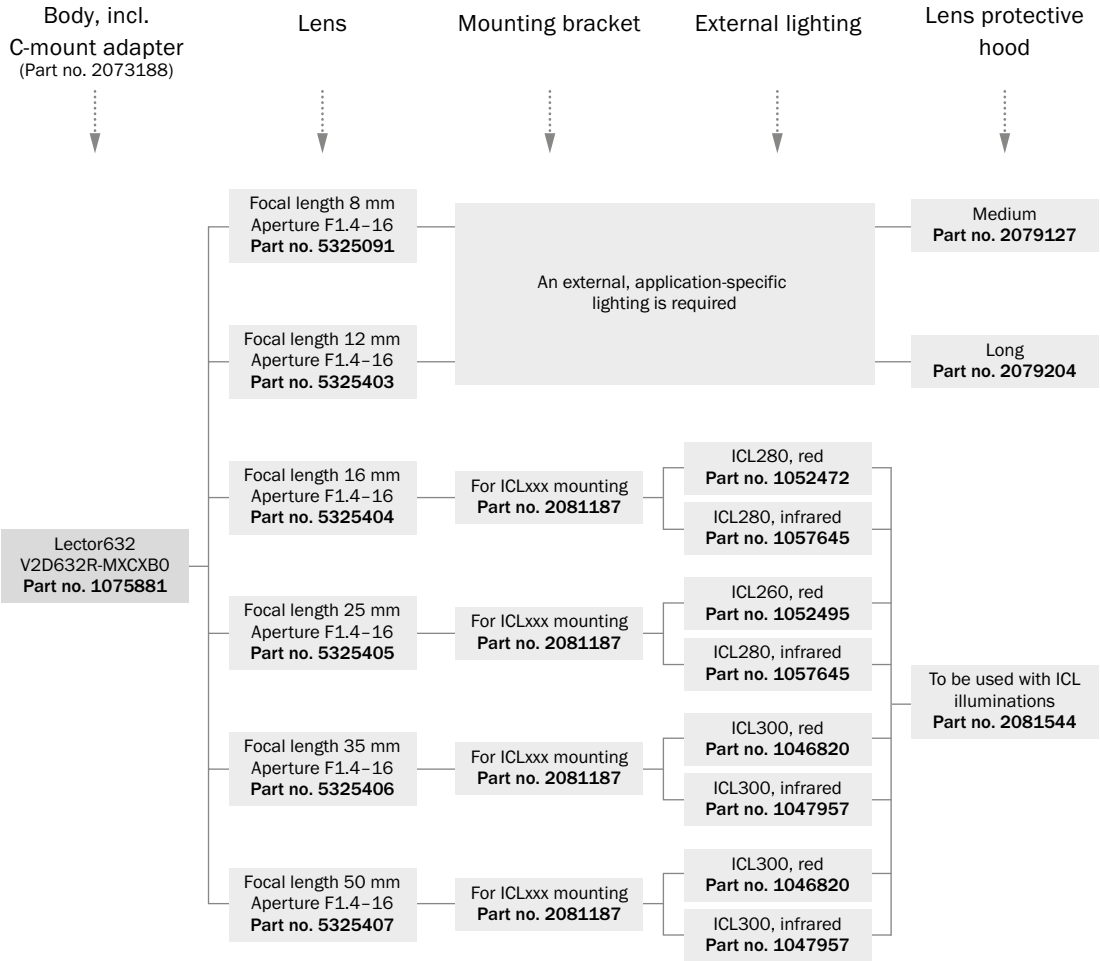 Body, incl.
C-mount adapter
(Part no. 2073188)
Lens
Mounting bracket
External lighting
Lens protective
hood
Focal length 8 mm
Aperture F1.4–16
Part no. 5325091
An external, application-specific
lighting is required
Medium
Part no. 2079127
Focal length 12 mm
Aperture F1.4–16
Part no. 5325403
Long
Part no. 2079204
Focal length 16 mm
Aperture F1.4–16
Part no. 5325404
For ICLxxx mounting
Part no. 2081187
ICL280, red
Part no. 1052472
ICL280, infrared
Part no. 1057645
Lector632
V2D632R-MXCXB0
Part no. 1075881
Focal length 25 mm
Aperture F1.4–16
Part no. 5325405
For ICLxxx mounting
Part no. 2081187
ICL260, red
Part no. 1052495
ICL280, infrared
Part no. 1057645
To be used with ICL
illuminations
Part no. 2081544
Focal length 35 mm
Aperture F1.4–16
Part no. 5325406
For ICLxxx mounting
Part no. 2081187
ICL300, red
Part no. 1046820
ICL300, infrared
Part no. 1047957
Focal length 50 mm
Aperture F1.4–16
Part no. 5325407
For ICLxxx mounting
Part no. 2081187
ICL300, red
Part no. 1046820
ICL300, infrared
Part no. 1047957